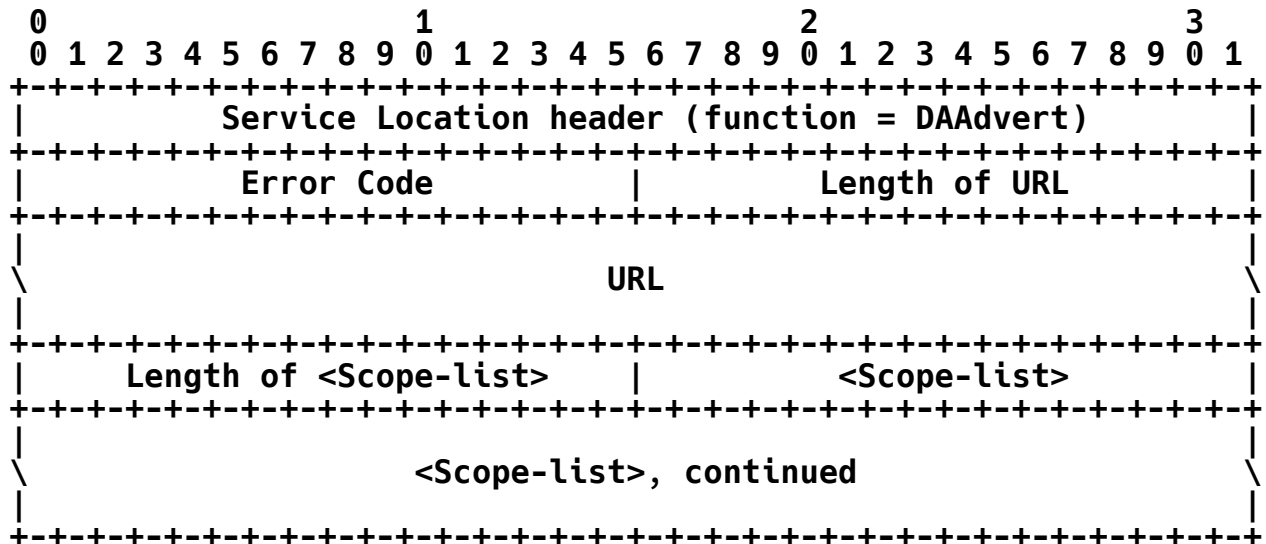 0                   1                   2                   3
 0 1 2 3 4 5 6 7 8 9 0 1 2 3 4 5 6 7 8 9 0 1 2 3 4 5 6 7 8 9 0 1
+-+-+-+-+-+-+-+-+-+-+-+-+-+-+-+-+-+-+-+-+-+-+-+-+-+-+-+-+-+-+-+-+
|          Service Location header (function = DAAdvert)        |
+-+-+-+-+-+-+-+-+-+-+-+-+-+-+-+-+-+-+-+-+-+-+-+-+-+-+-+-+-+-+-+-+
|           Error Code          |         Length of URL         |
+-+-+-+-+-+-+-+-+-+-+-+-+-+-+-+-+-+-+-+-+-+-+-+-+-+-+-+-+-+-+-+-+
|                                                               |
\                              URL                              \
|                                                               |
+-+-+-+-+-+-+-+-+-+-+-+-+-+-+-+-+-+-+-+-+-+-+-+-+-+-+-+-+-+-+-+-+
|     Length of <Scope-list>    |          <Scope-list>         |
+-+-+-+-+-+-+-+-+-+-+-+-+-+-+-+-+-+-+-+-+-+-+-+-+-+-+-+-+-+-+-+-+
|                                                               |
\                    <Scope-list>, continued                    \
|                                                               |
+-+-+-+-+-+-+-+-+-+-+-+-+-+-+-+-+-+-+-+-+-+-+-+-+-+-+-+-+-+-+-+-+